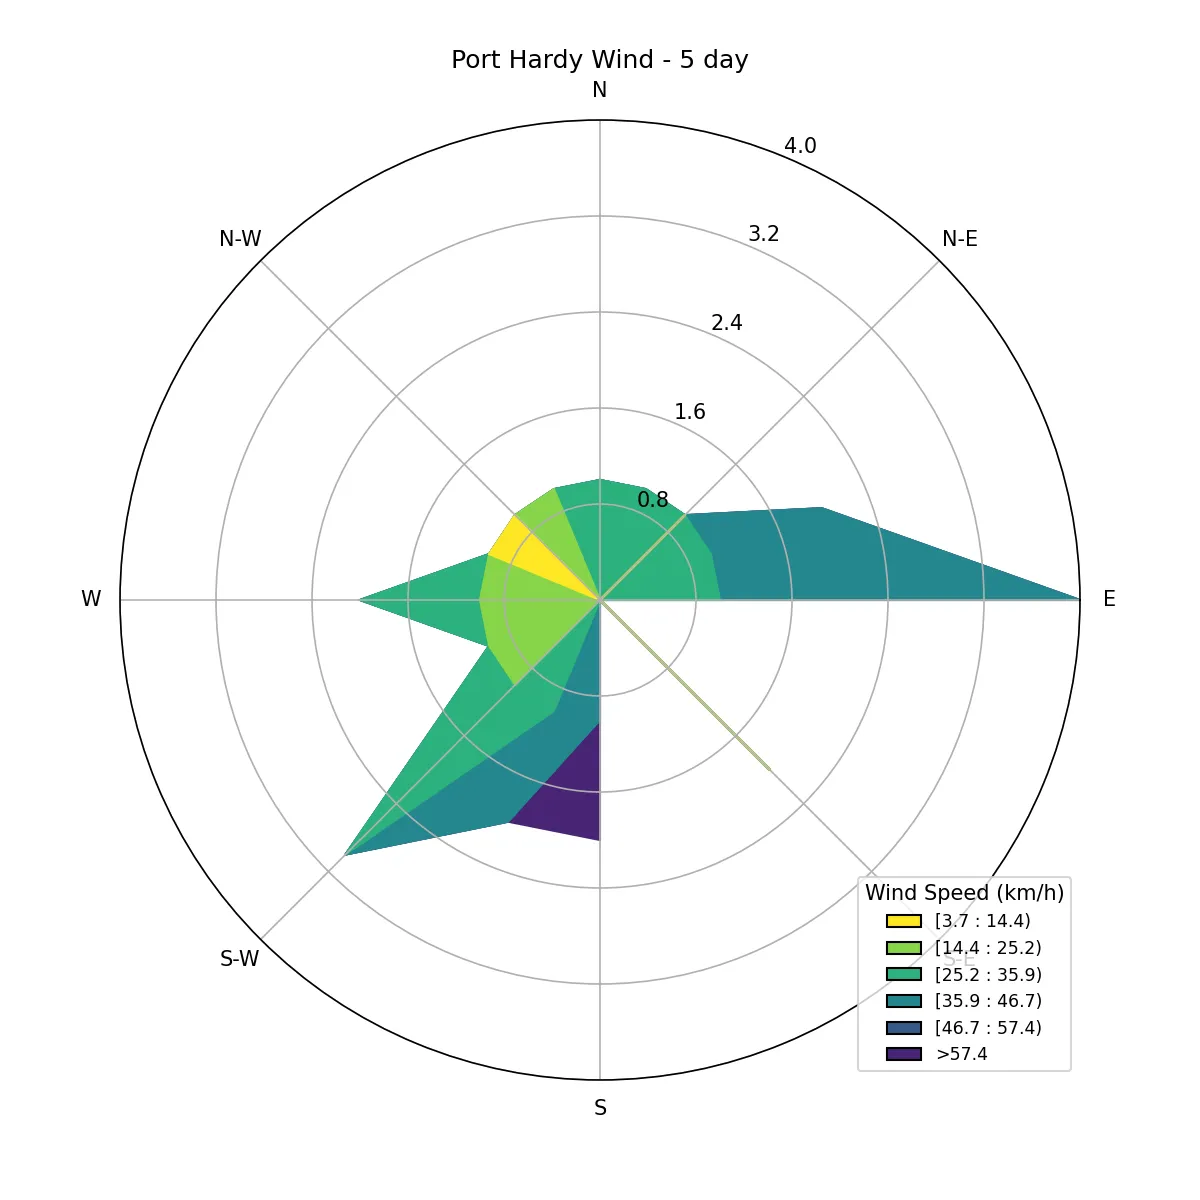 Port Hardy Wind - 5 day
N
4.0
N-W
3.2
N-E
2.4
1.6
0.8
W
E
S-W
S-E
S
Wind Speed (km/h)
[3.7 : 14.4)
[14.4 : 25.2)
[25.2 : 35.9)
[35.9 : 46.7)
[46.7 : 57.4)
>57.4